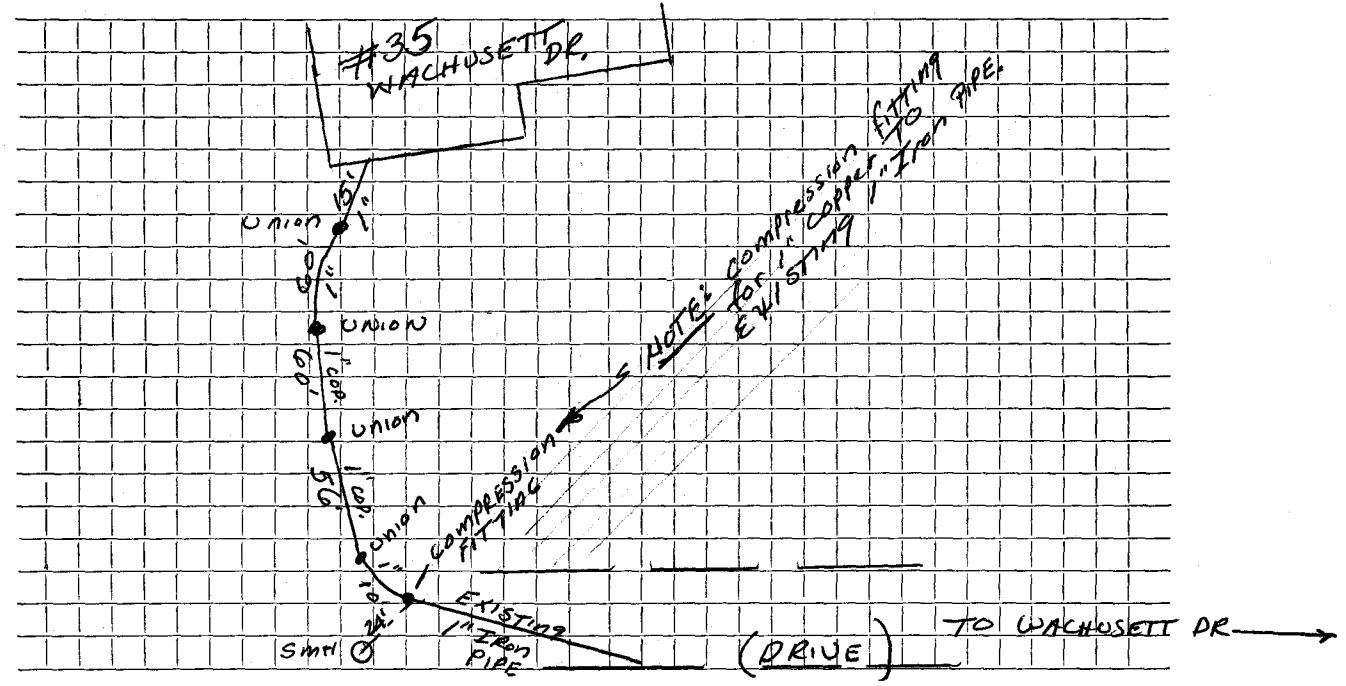 #35
WACHUSETT DR.
15'
1"
Union
60'
1"
UNION
1" COP.
60'
Union
1" COP.
56'
Union
1"
COMPRESSION
FITTING
NOTE: Compression fitting
for 1" copper TO
EXISTING 1" Iron PIPE.
24'
SMH
EXISTING
1" IRON
PIPE
(DRIVE)
TO WACHUSETT DR